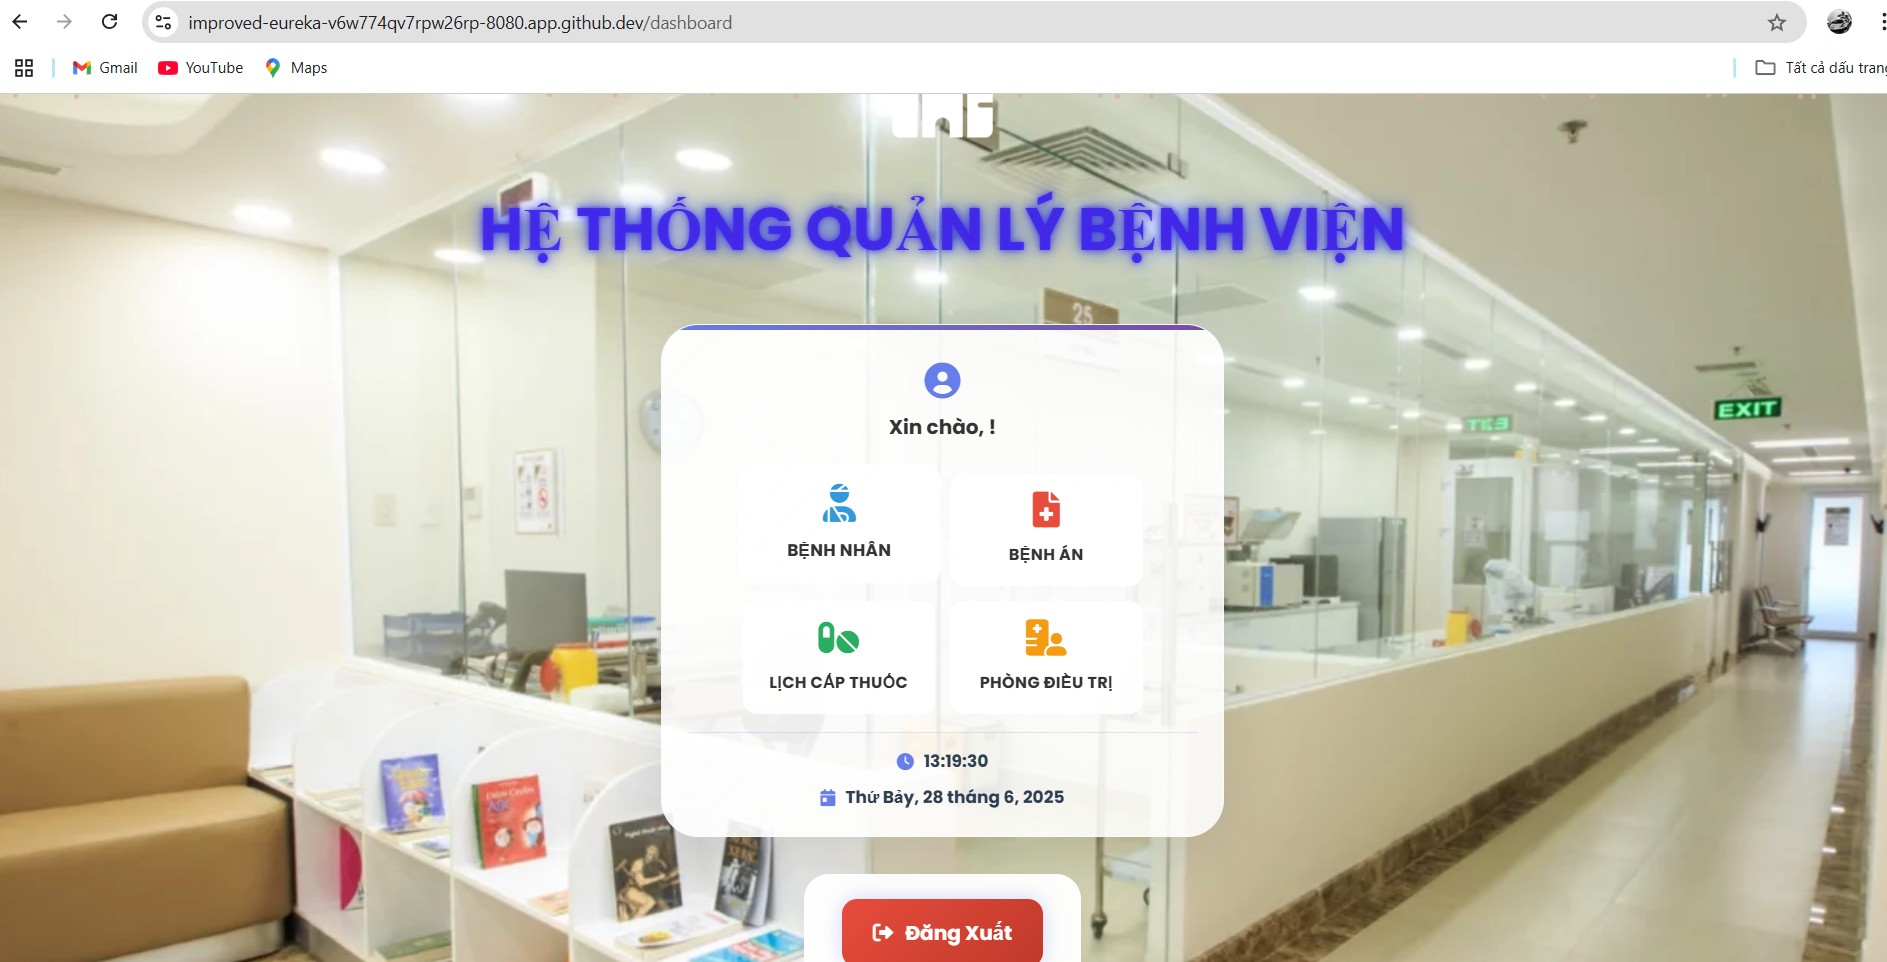 improved-eureka-v6w774qv7rpw26rp-8080.app.github.dev/dashboard
Gmail
YouTube
Maps
Tất cả dấu trang
HỆ THỐNG QUẢN LÝ BỆNH VIỆN
25
EXIT
Xin chào, !
BỆNH NHÂN
BỆNH ÁN
LỊCH CẤP THUỐC
PHÒNG ĐIỀU TRỊ
13:19:30
Thứ Bảy, 28 tháng 6, 2025
Đăng Xuất